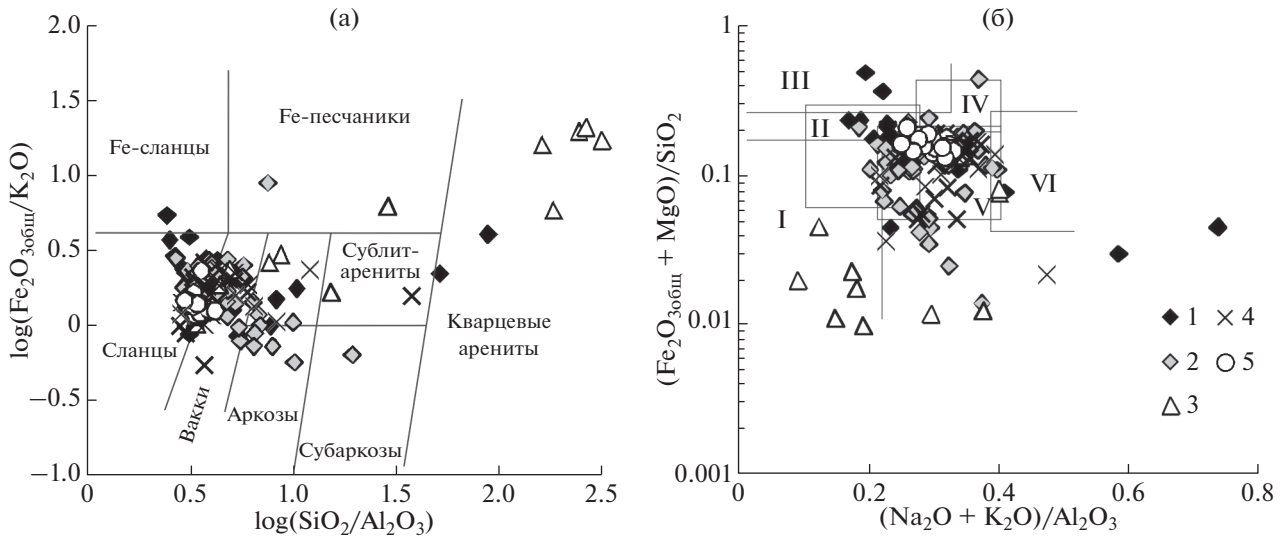 (а)
2.0
1.5
1.0
0.5
0
−0.5
−1.0
log(Fe₂O₃общ/K₂O)
Fe-песчаники
Fe-сланцы
Сублит-
арениты
Кварцевые
арениты
Сланцы
Вакки
Аркозы
Субаркозы
0 0.5 1.0 1.5 2.0 2.5
log(SiO₂/Al₂O₃)
(б)
1
0.1
0.01
0.001
(Fe₂O₃общ + MgO)/SiO₂
III
IV
II
VI
I
V
1 4
2 5
3
0 0.2 0.4 0.6 0.8
(Na₂O + K₂O)/Al₂O₃